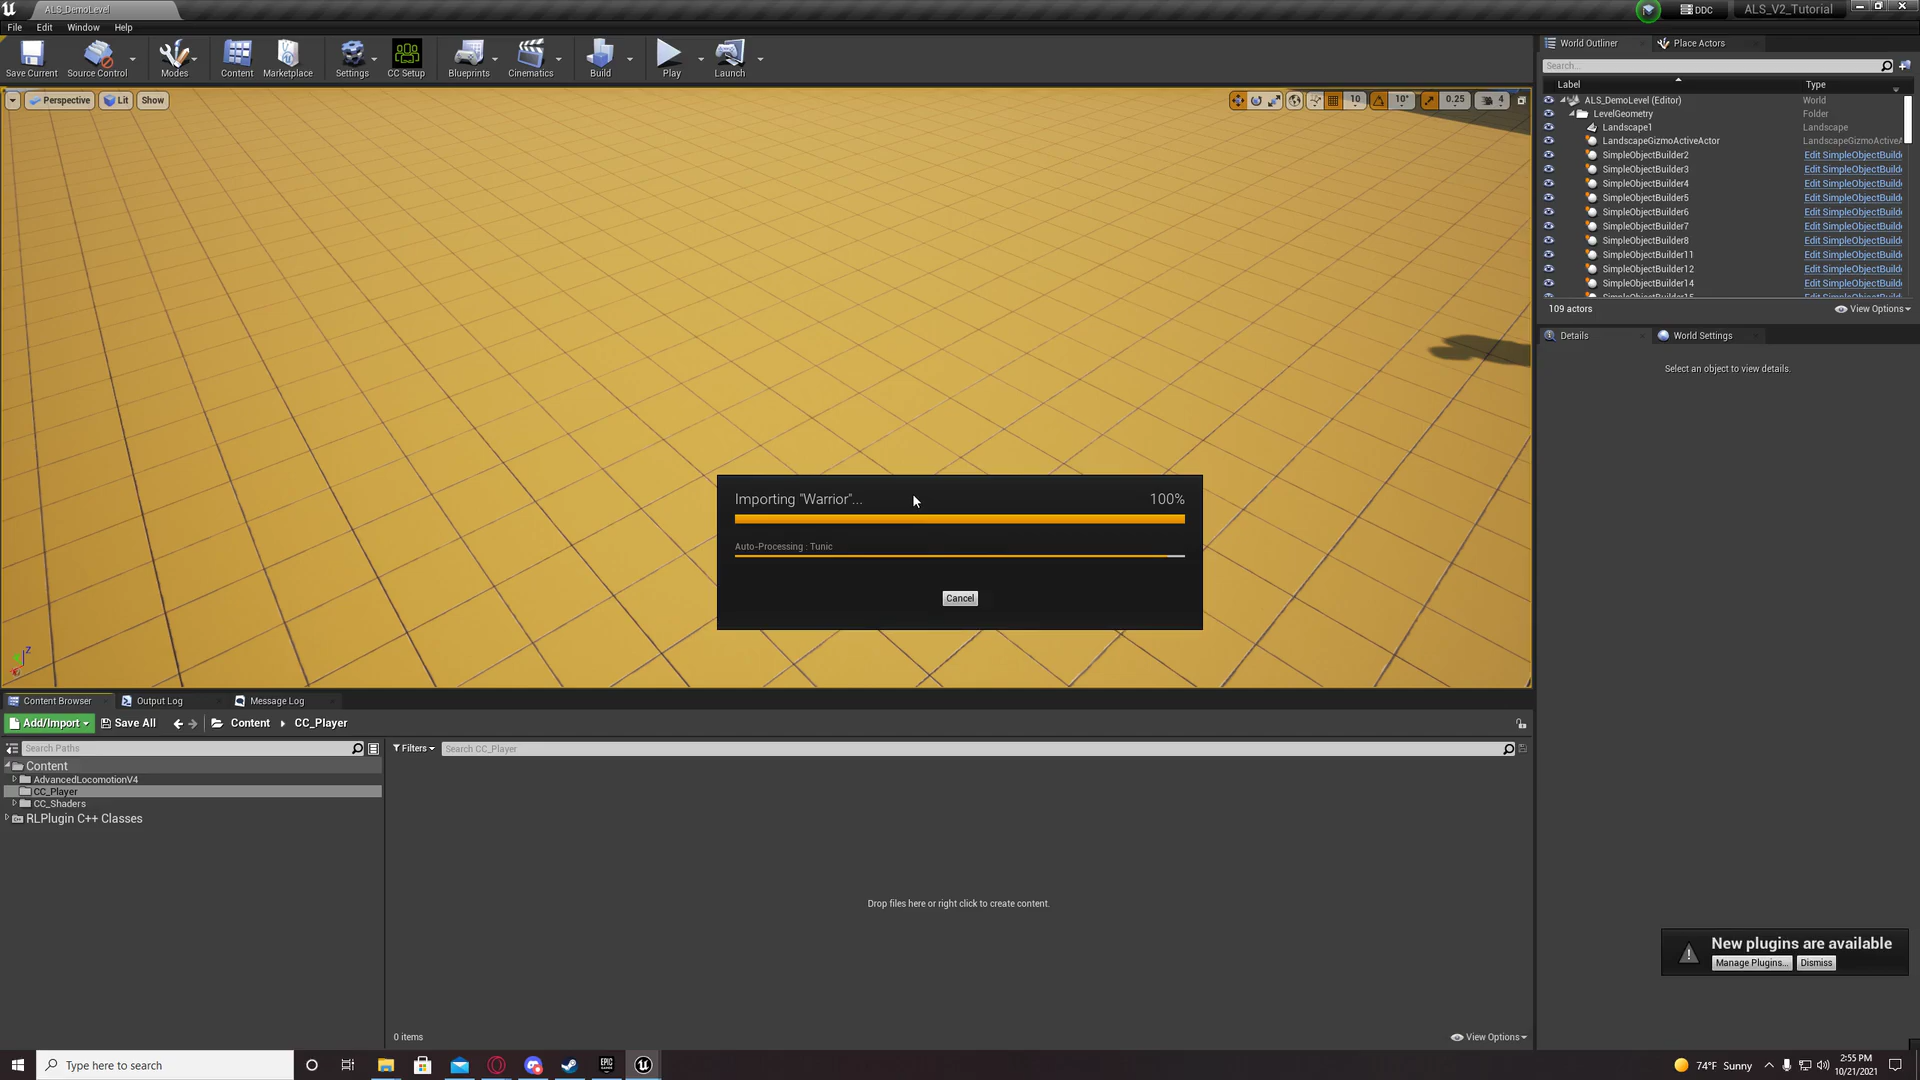 ALS_DemoLevel
DDC
ALS_V2_Tutorial
File Edit Window Help
Save Current
Source Control
Modes
Content
Marketplace
Settings
CC Setup
Blueprints
Cinematics
Build
Play
Launch
Perspective
Lit
Show
10
10°
0.25
4
World Outliner
Place Actors
Search...
Label Type
ALS_DemoLevel (Editor) World
LevelGeometry Folder
Landscape1 Landscape
LandscapeGizmoActiveActor LandscapeGizmoActiveA
SimpleObjectBuilder2 Edit SimpleObjectBuild
SimpleObjectBuilder3 Edit SimpleObjectBuild
SimpleObjectBuilder4 Edit SimpleObjectBuild
SimpleObjectBuilder5 Edit SimpleObjectBuild
SimpleObjectBuilder6 Edit SimpleObjectBuild
SimpleObjectBuilder7 Edit SimpleObjectBuild
SimpleObjectBuilder8 Edit SimpleObjectBuild
SimpleObjectBuilder11 Edit SimpleObjectBuild
SimpleObjectBuilder12 Edit SimpleObjectBuild
SimpleObjectBuilder14 Edit SimpleObjectBuild
109 actors
View Options
Details
World Settings
Select an object to view details.
Importing "Warrior"... 100%
Auto-Processing : Tunic
Cancel
Z
Content Browser
Output Log
Message Log
Add/Import
Save All
Content
CC_Player
Search Paths
Filters
Search CC_Player
Content
AdvancedLocomotionV4
CC_Player
CC_Shaders
RLPlugin C++ Classes
Drop files here or right click to create content.
0 items
View Options
New plugins are available
Manage Plugins...
Dismiss
Type here to search
EPIC GAMES
74°F Sunny
2:55 PM
10/21/2021